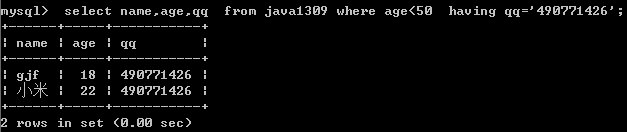 mysql>  select name,age,qq  from java1309 where age<50  having qq='490771426';
+------+-----+-----------+
| name | age | qq        |
+------+-----+-----------+
| gjf  |  18 | 490771426 |
| 小米 |  22 | 490771426 |
+------+-----+-----------+
2 rows in set (0.00 sec)